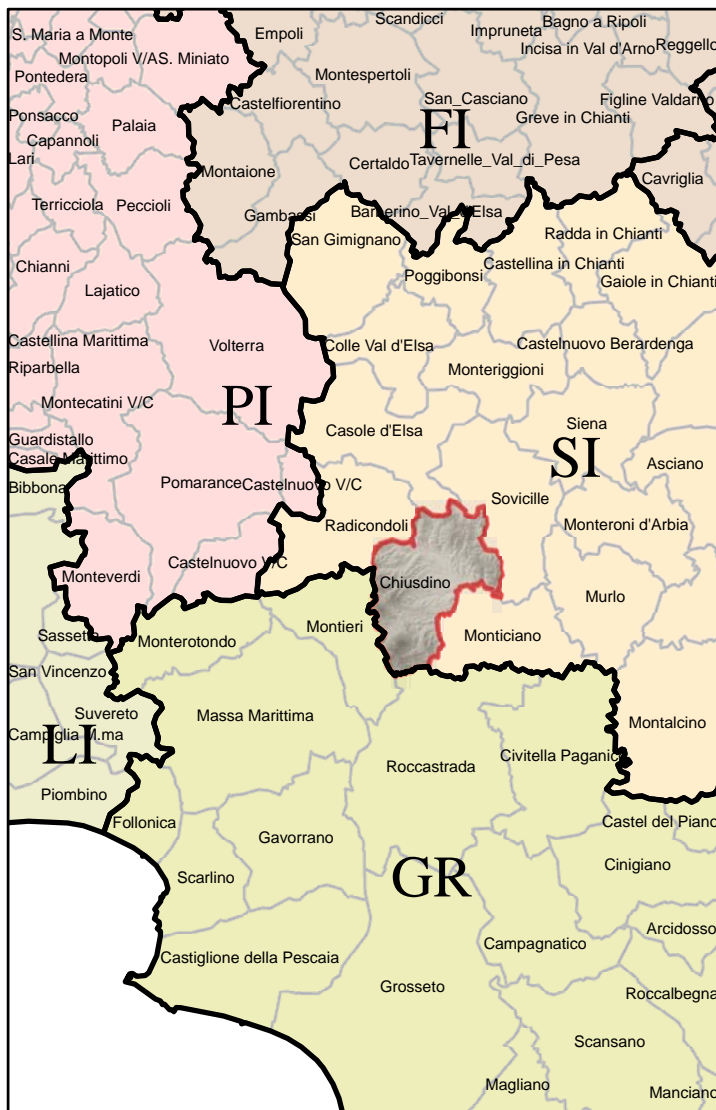 Scandicci
Bagno a Ripoli
S. Maria a Monte
Empoli
Impruneta
Incisa in Val d'Arno
Reggello
Montopoli V/A
S. Miniato
Pontedera
Montespertoli
Castelfiorentino
San_Casciano
Figline Valdarno
Ponsacco
Palaia
FI
Greve in Chianti
Capannoli
Lari
Certaldo
Tavernelle_Val_di_Pesa
Montaione
Cavriglia
Terricciola
Peccioli
Gambassi
Barberino_Val_d'Elsa
San Gimignano
Radda in Chianti
Chianni
Poggibonsi
Castellina in Chianti
Gaiole in Chianti
Lajatico
Castellina Marittima
Volterra
Colle Val d'Elsa
Castelnuovo Berardenga
Riparbella
Monteriggioni
Montecatini V/C
PI
Casole d'Elsa
Siena
Guardistallo
SI
Casale Marittimo
Asciano
Bibbona
Pomarance
Castelnuovo V/C
Sovicille
Radicondoli
Monteroni d'Arbia
Castelnuovo V/C
Monteverdi
Chiusdino
Murlo
Sassetta
Monterotondo
Montieri
Monticiano
San Vincenzo
Suvereto
Massa Marittima
Montalcino
Campiglia M.ma
LI
Civitella Paganico
Roccastrada
Piombino
Follonica
Castel del Piano
Gavorrano
Cinigiano
Scarlino
GR
Arcidosso
Campagnatico
Castiglione della Pescaia
Grosseto
Roccalbegna
Scansano
Magliano
Manciano